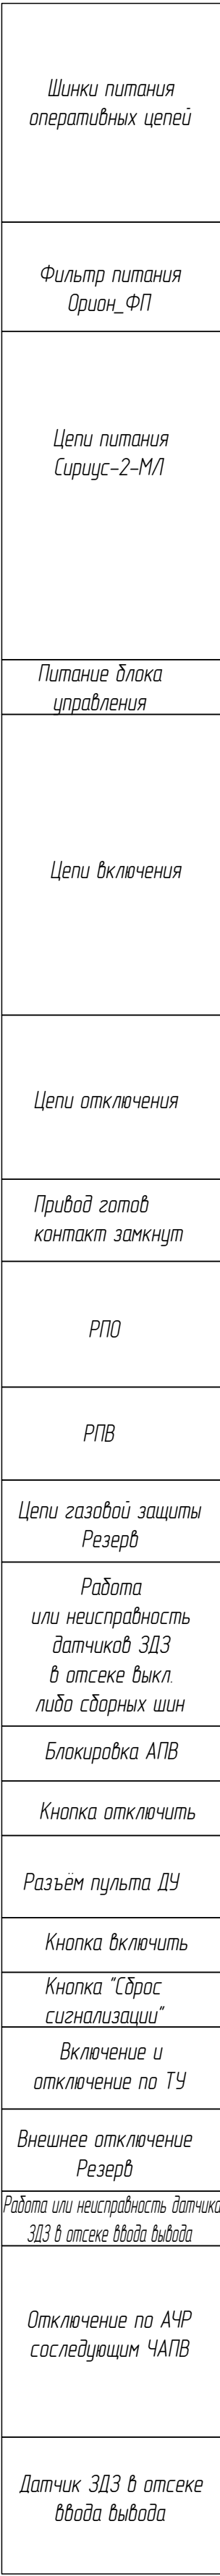 Шинки питания
оперативных цепей
Фильтр питания
Орион_ФП
Цепи питания
Сириус-2-МЛ
Питание блока
управления
Цепи включения
Цепи отключения
Привод готов
контакт замкнут
РПО
РПВ
Цепи газовой защиты
Резерв
Работа
или неисправность
датчиков ЗДЗ
в отсеке выкл.
либо сборных шин
Блокировка АПВ
Кнопка отключить
Разъём пульта ДУ
Кнопка включить
Кнопка "Сброс
сигнализации"
Включение и
отключение по ТУ
Внешнее отключение
Резерв
Работа или неисправность датчика
ЗДЗ в отсеке ввода вывода
Отключение по АЧР
соследующим ЧАПВ
Датчик ЗДЗ в отсеке
ввода вывода